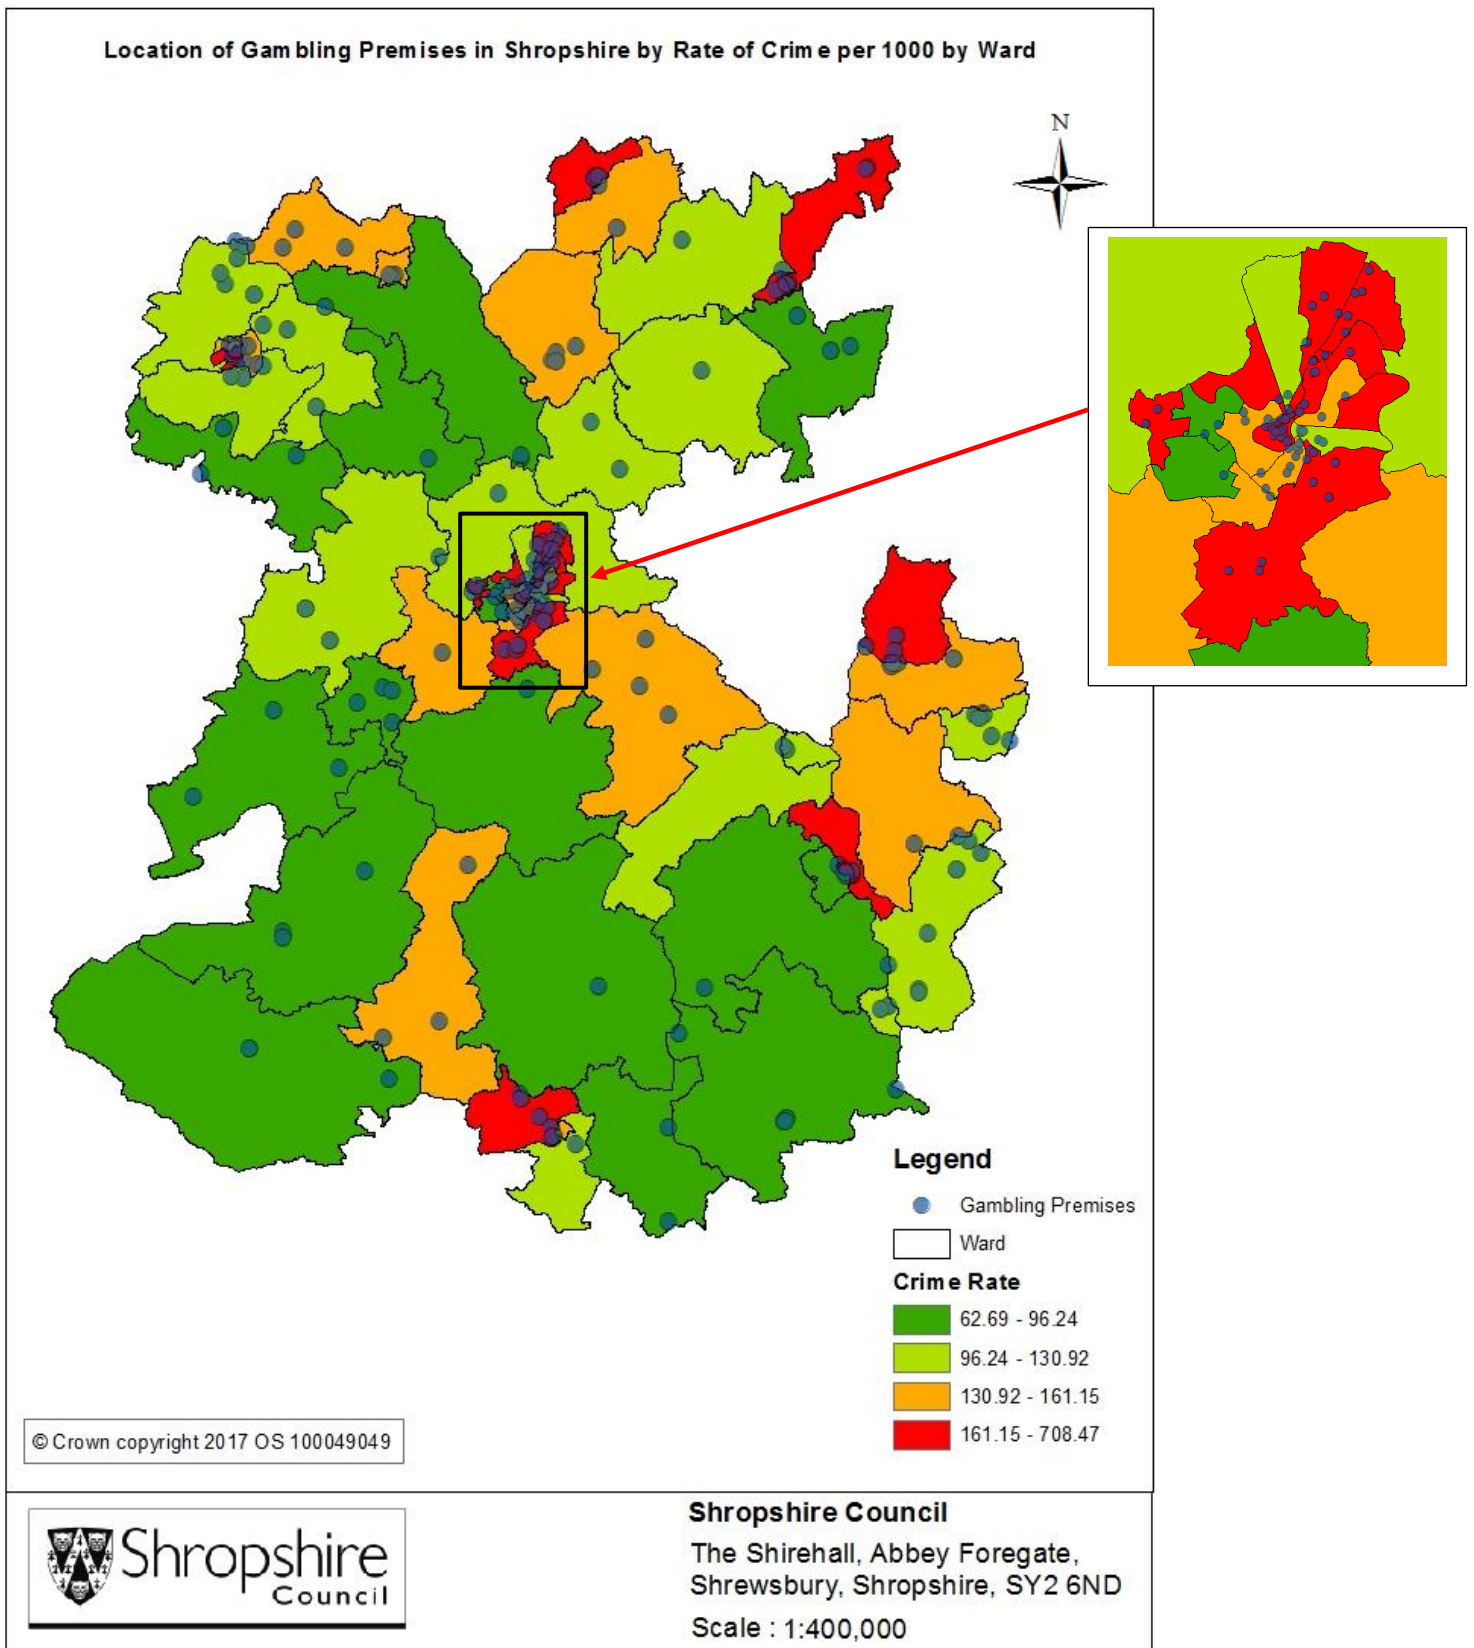 Location of Gambling Premises in Shropshire by Rate of Crime per 1000 by Ward
N
Legend
Gambling Premises
Ward
Crime Rate
62.69 - 96.24
96.24 - 130.92
130.92 - 161.15
161.15 - 708.47
© Crown copyright 2017 OS 100049049
Shropshire
Council
Shropshire Council
The Shirehall, Abbey Foregate,
Shrewsbury, Shropshire, SY2 6ND
Scale : 1:400,000